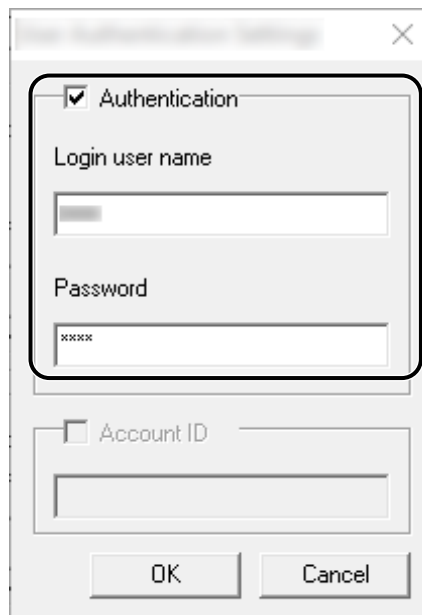 Authentication
Login user name
Password
****
Account ID
OK
Cancel